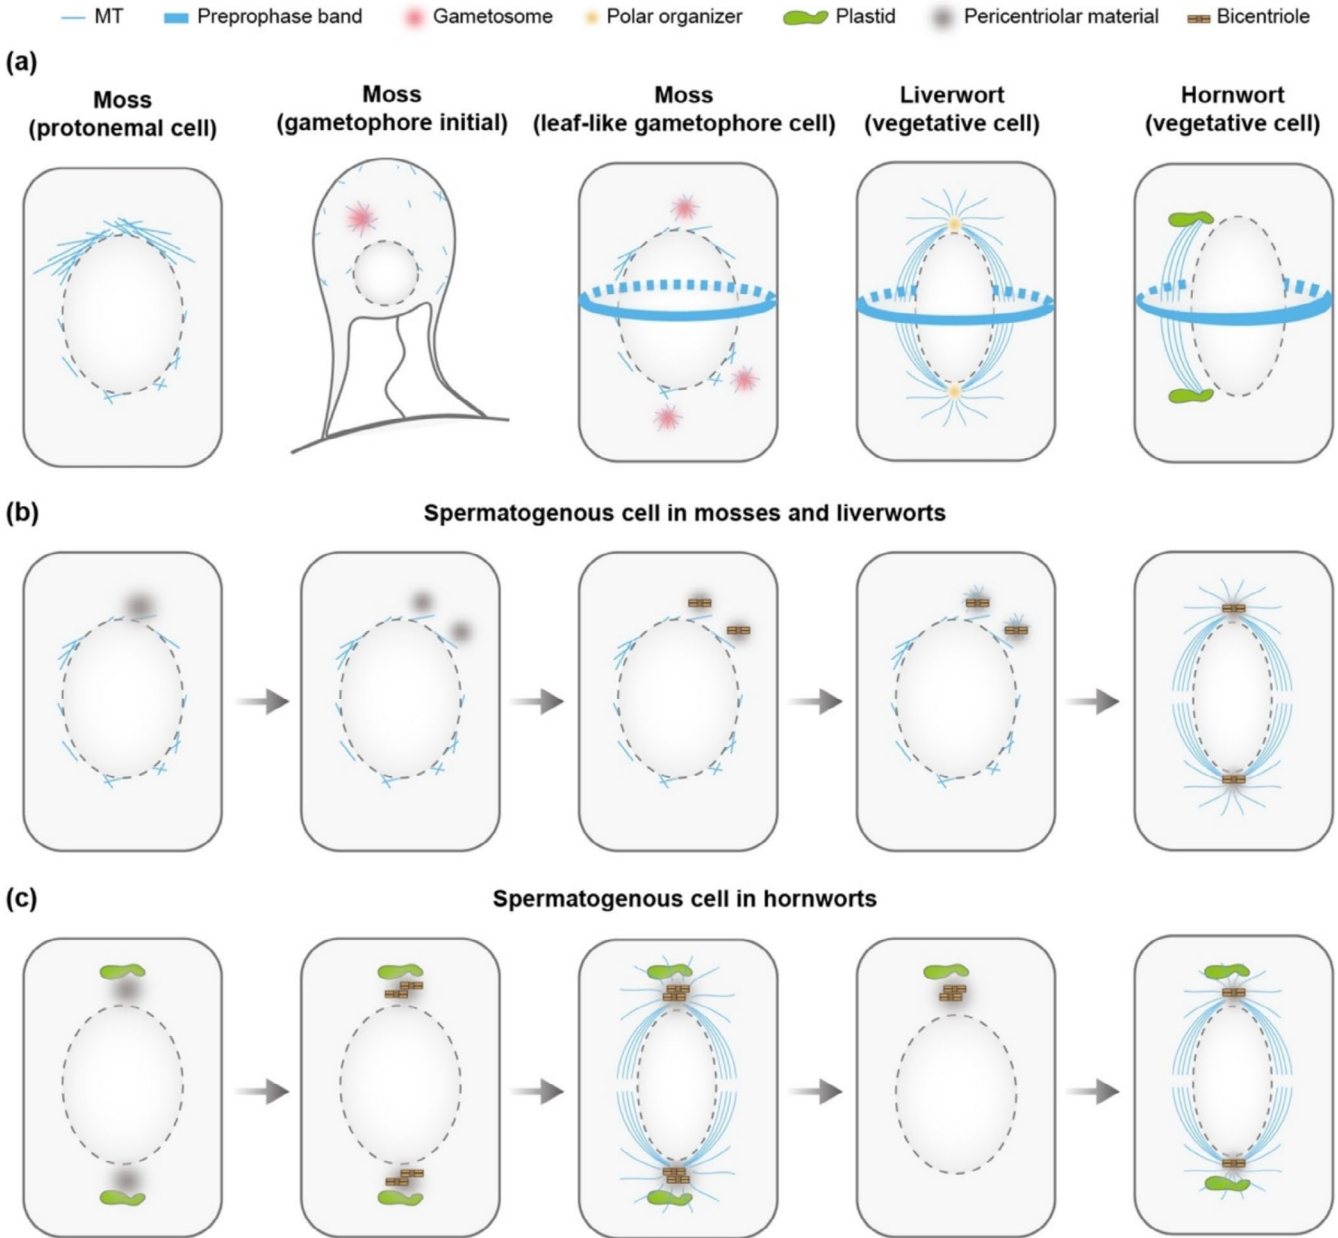 MT Preprophase band Gametosome Polar organizer Plastid Pericentriolar material Bicentriole
(a)
Moss
(protonemal cell)
Moss
(gametophore initial)
Moss
(leaf-like gametophore cell)
Liverwort
(vegetative cell)
Hornwort
(vegetative cell)
(b)
Spermatogenous cell in mosses and liverworts
(c)
Spermatogenous cell in hornworts